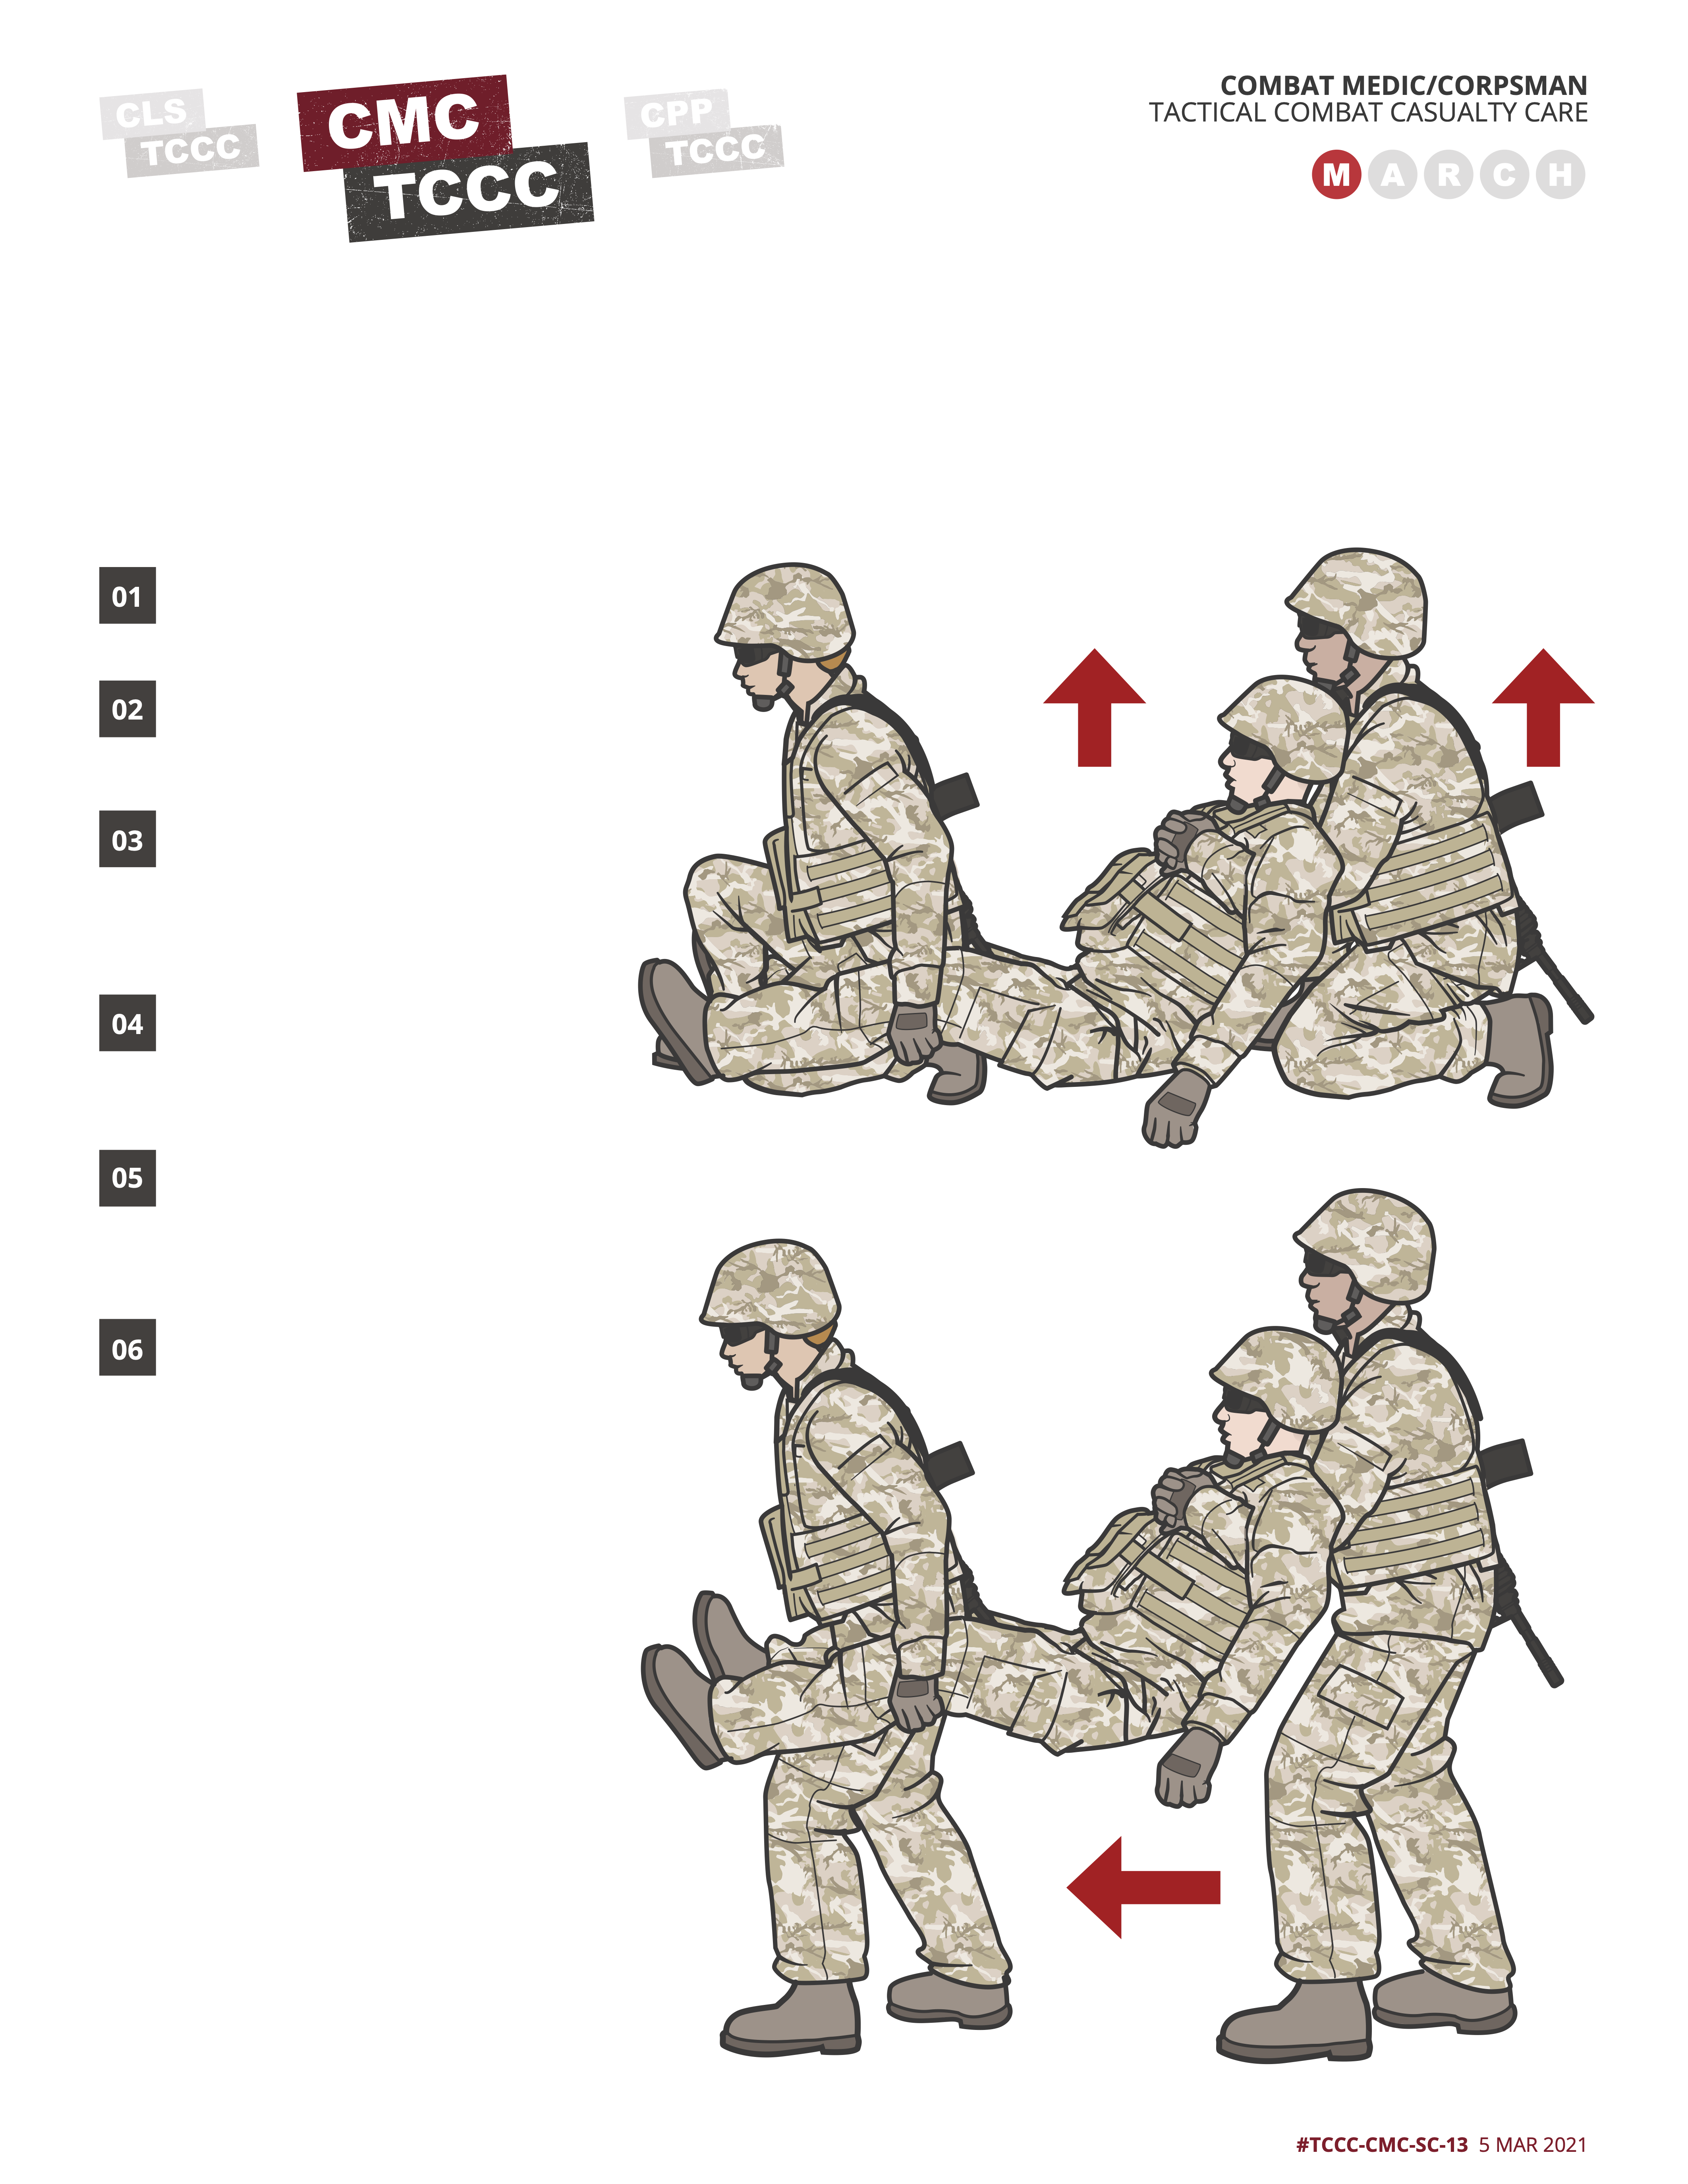 CLS
TCCC
CMC
TCCC
CPP
TCCC
COMBAT MEDIC/CORPSMAN
TACTICAL COMBAT CASUALTY CARE
M A R C H
01
02
03
04
05
06
#TCCC-CMC-SC-13 5 MAR 2021